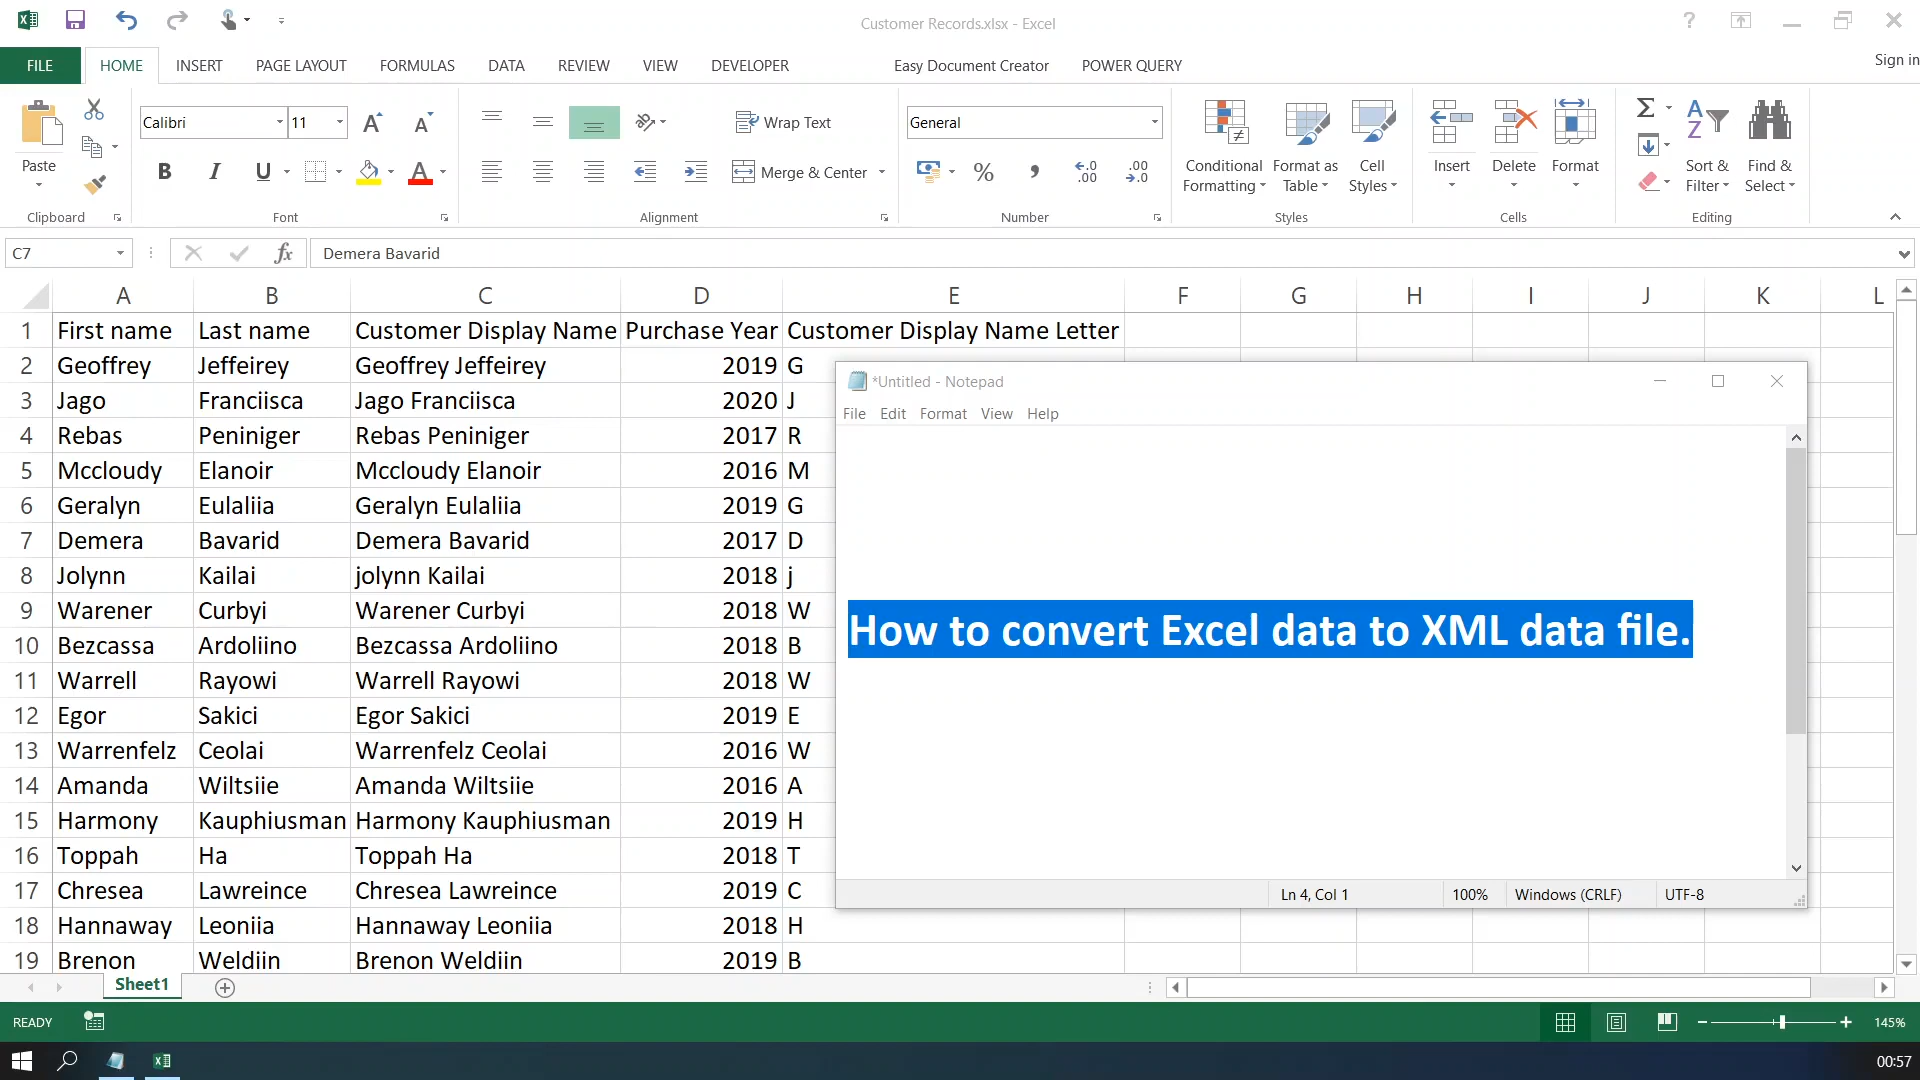 Customer Records.xlsx - Excel
?
FILE HOME INSERT PAGE LAYOUT FORMULAS DATA REVIEW VIEW DEVELOPER Easy Document Creator POWER QUERY Sign in
Calibri 11 Wrap Text General
Paste B I U A Merge & Center % Conditional Formatting Format as Table Cell Styles Insert Delete Format Sort & Filter Find & Select
Clipboard Font Alignment Number Styles Cells Editing
C7 fx Demera Bavarid
A B C D E F G H I J K L
1 First name Last name Customer Display Name Purchase Year Customer Display Name Letter
2 Geoffrey Jeffeirey Geoffrey Jeffeirey 2019 G
3 Jago Franciisca Jago Franciisca 2020 J
4 Rebas Peniniger Rebas Peniniger 2017 R
5 Mccloudy Elanoir Mccloudy Elanoir 2016 M
6 Geralyn Eulaliia Geralyn Eulaliia 2019 G
7 Demera Bavarid Demera Bavarid 2017 D
8 Jolynn Kailai jolynn Kailai 2018 j
9 Warener Curbyi Warener Curbyi 2018 W
10 Bezcassa Ardoliino Bezcassa Ardoliino 2018 B
11 Warrell Rayowi Warrell Rayowi 2018 W
12 Egor Sakici Egor Sakici 2019 E
13 Warrenfelz Ceolai Warrenfelz Ceolai 2016 W
14 Amanda Wiltsiie Amanda Wiltsiie 2016 A
15 Harmony Kauphiusman Harmony Kauphiusman 2019 H
16 Toppah Ha Toppah Ha 2018 T
17 Chresea Lawreince Chresea Lawreince 2019 C
18 Hannaway Leoniia Hannaway Leoniia 2018 H
19 Brenon Weldiin Brenon Weldiin 2019 B
*Untitled - Notepad
File Edit Format View Help
How to convert Excel data to XML data file.
Ln 4, Col 1 100% Windows (CRLF) UTF-8
Sheet1
READY 145%
00:57